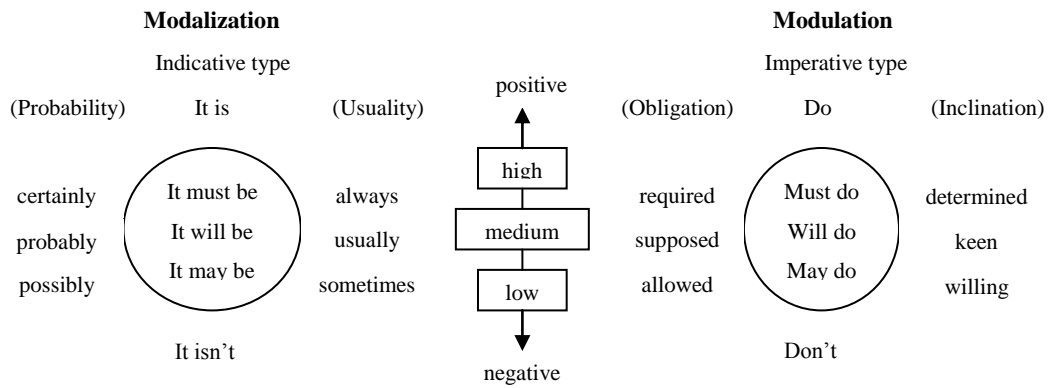 Modalization Modulation
Indicative type Imperative type
positive
(Probability) It is (Usuality) (Obligation) Do (Inclination)
high
certainly It must be always required Must do determined
probably It will be usually medium supposed Will do keen
possibly It may be sometimes low allowed May do willing
It isn't Don't
negative